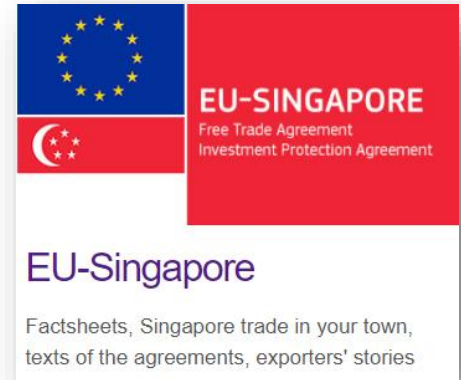 EU-SINGAPORE
Free Trade Agreement
Investment Protection Agreement
EU-Singapore
Factsheets, Singapore trade in your town,
texts of the agreements, exporters' stories